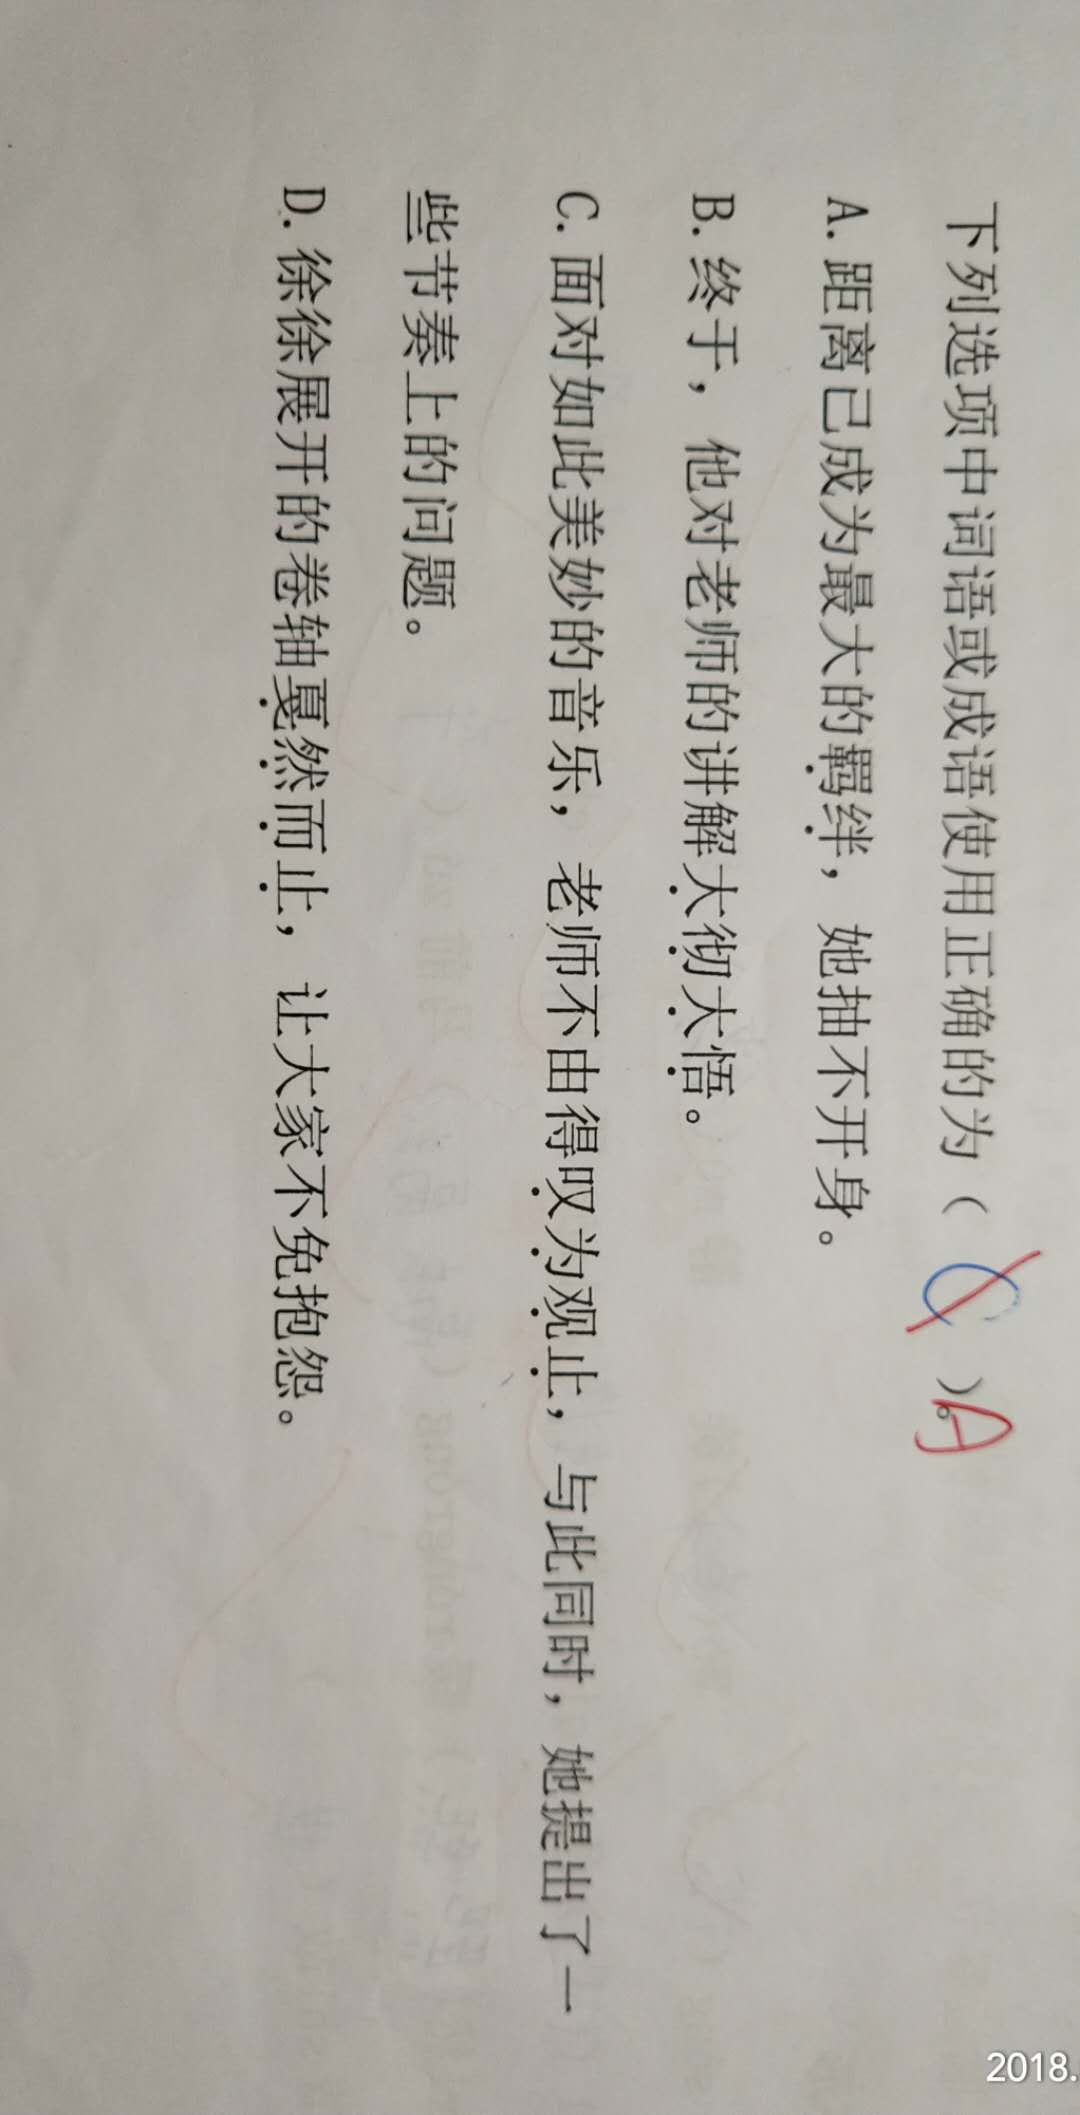 下列选项中词语或成语使用正确的为（ C ）。A
A. 距离已成为最大的羁绊，她抽不开身。
B. 终于，他对老师的讲解大彻大悟。
C. 面对如此美妙的音乐，老师不由得叹为观止，与此同时，她提出了一
些节奏上的问题。
D. 徐徐展开的卷轴戛然而止，让大家不免抱怨。
2018.